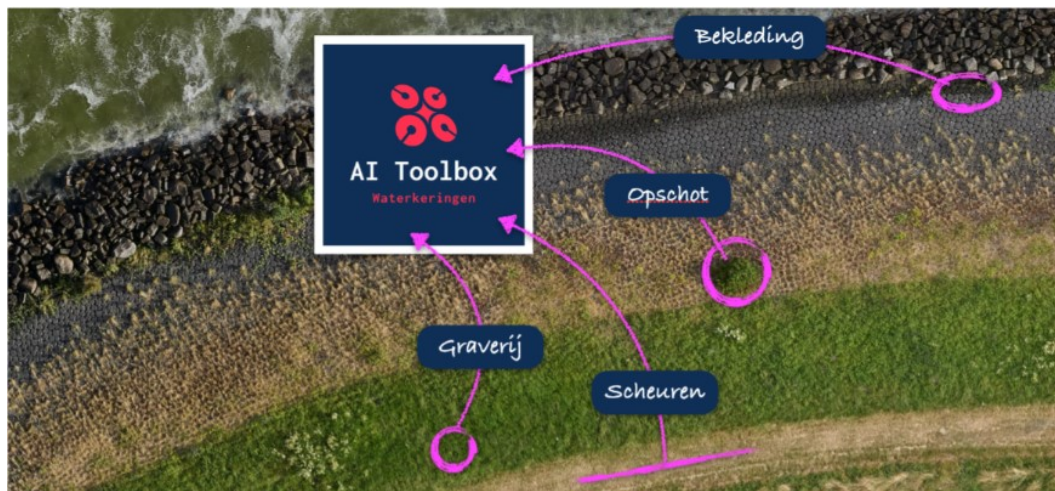 Bekleding
AI Toolbox
Waterkeringen
Opschot
Graverij
Scheuren